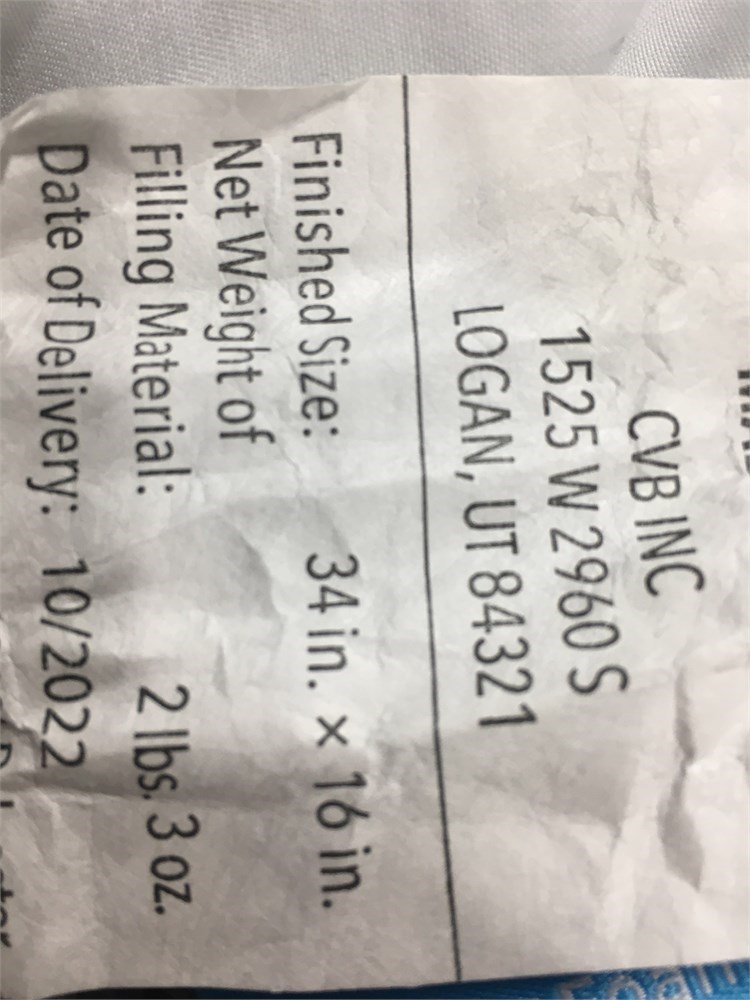 CVB INC
1525 W 2960 S
LOGAN, UT 84321
Finished Size: 34 in. × 16 in.
Net Weight of
Filling Material: 2 lbs. 3 oz.
Date of Delivery: 10/2022